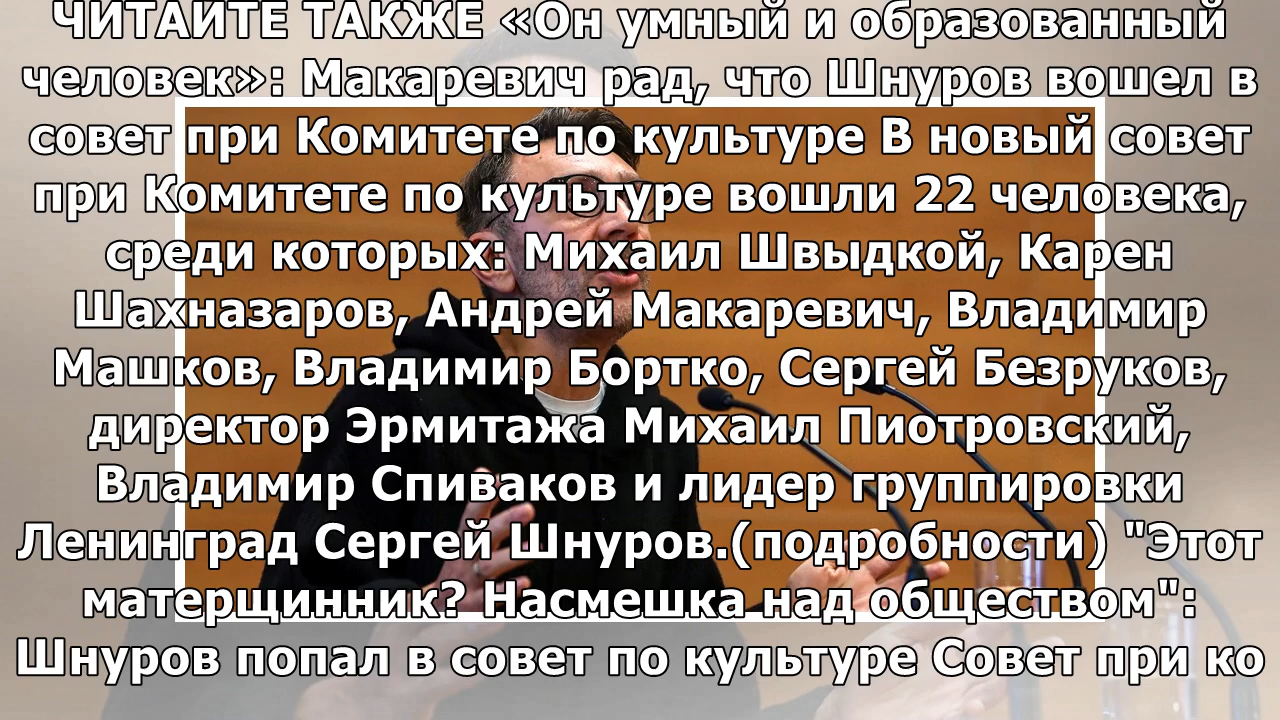 ЧИТАЙТЕ ТАКЖЕ «Он умный и образованный
человек»: Макаревич рад, что Шнуров вошел в
совет при Комитете по культуре В новый совет
при Комитете по культуре вошли 22 человека,
среди которых: Михаил Швыдкой, Карен
Шахназаров, Андрей Макаревич, Владимир
Машков, Владимир Бортко, Сергей Безруков,
директор Эрмитажа Михаил Пиотровский,
Владимир Спиваков и лидер группировки
Ленинград Сергей Шнуров.(подробности) "Этот
матерщинник? Насмешка над обществом":
Шнуров попал в совет по культуре Совет при ко